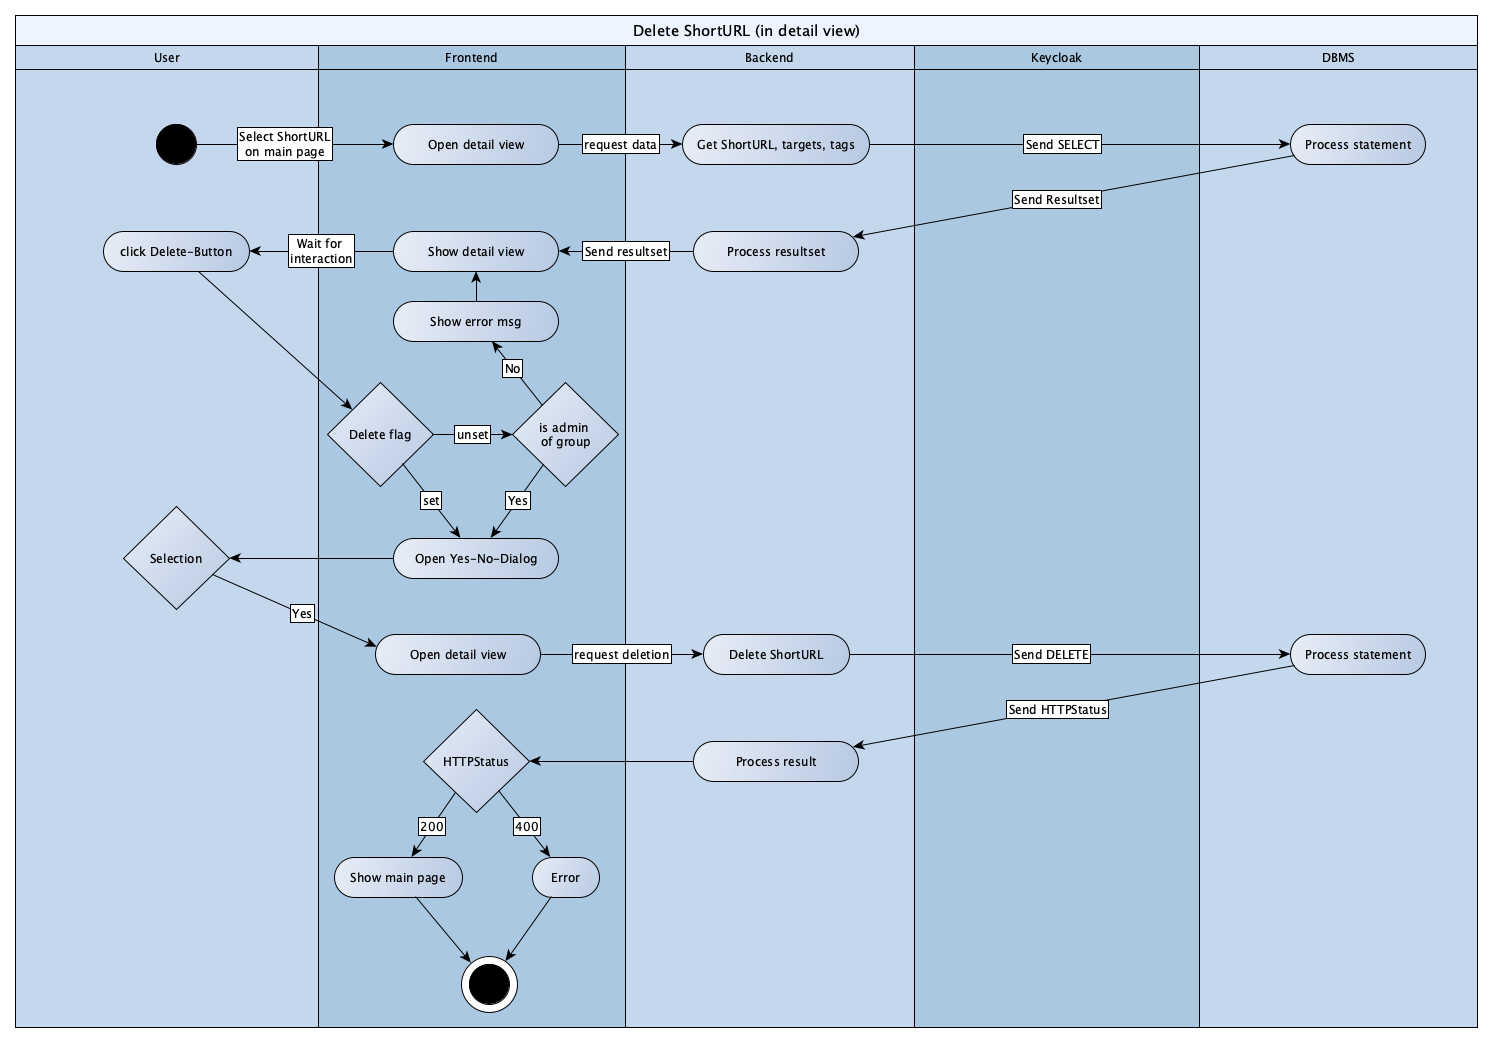 Delete ShortURL (in detail view)
User
Frontend
Backend
Keycloak
DBMS
Select ShortURL
on main page
Open detail view
request data
Get ShortURL, targets, tags
Send SELECT
Process statement
Send Resultset
click Delete-Button
Wait for
interaction
Show detail view
Send resultset
Process resultset
Show error msg
No
Delete flag
unset
is admin
of group
set
Yes
Selection
Open Yes-No-Dialog
Yes
Open detail view
request deletion
Delete ShortURL
Send DELETE
Process statement
Send HTTPStatus
HTTPStatus
Process result
200
400
Show main page
Error